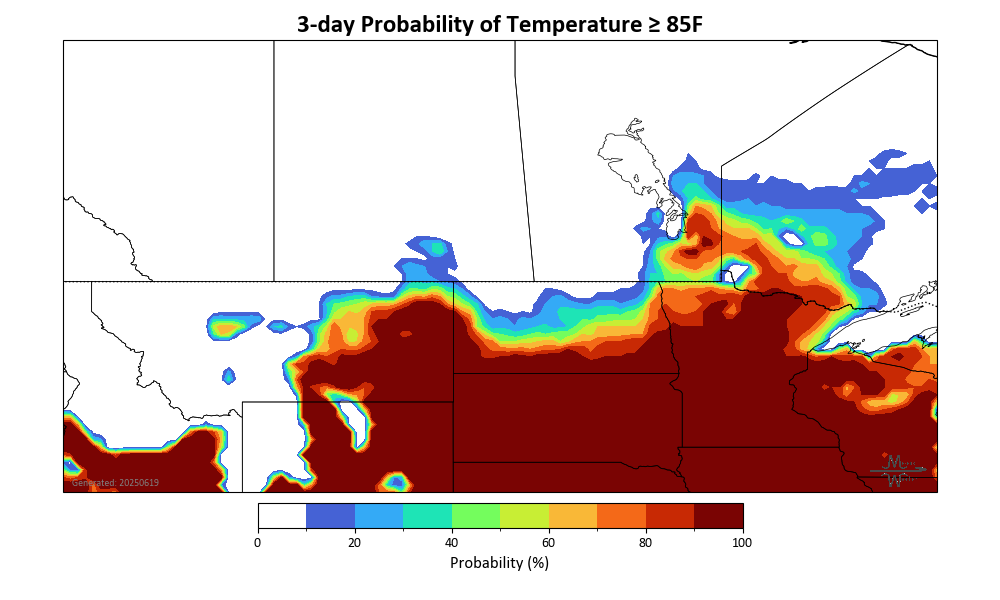 3-day Probability of Temperature ≥ 85F
Generated: 20250619
0 20 40 60 80 100
Probability (%)